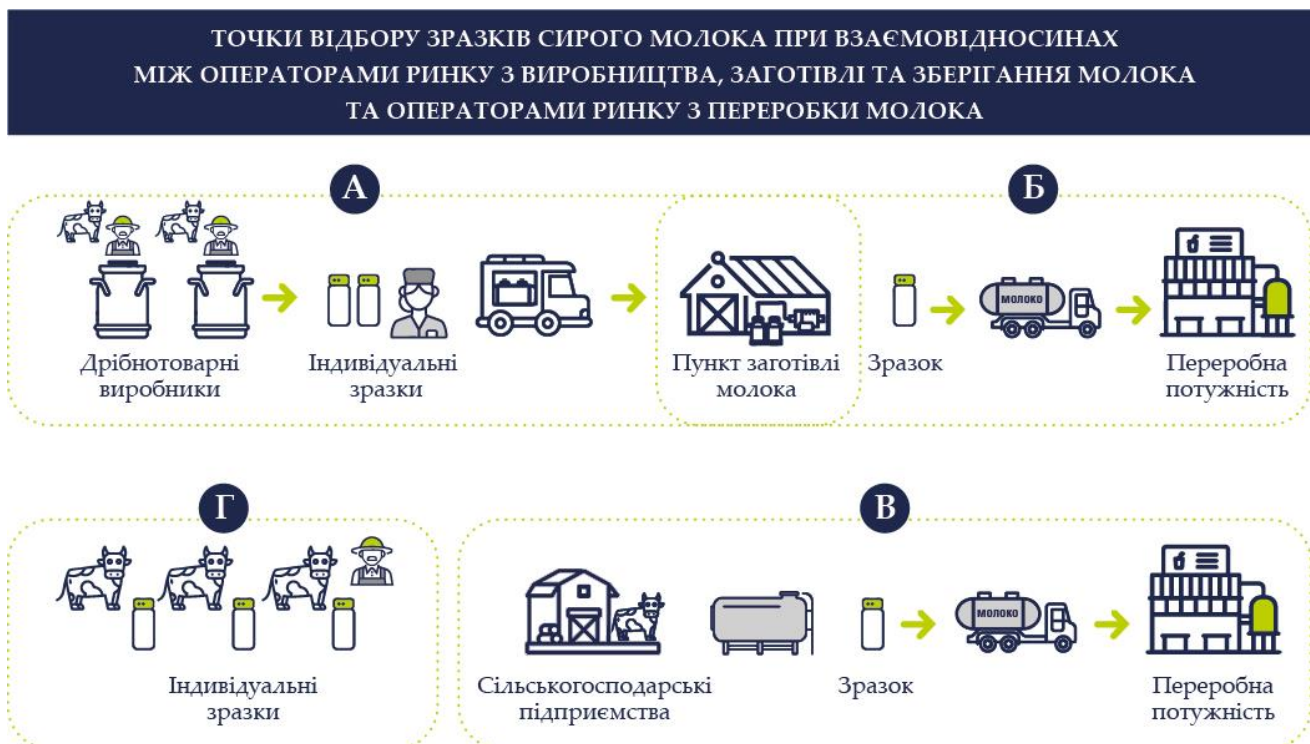 ТОЧКИ ВІДБОРУ ЗРАЗКІВ СИРОГО МОЛОКА ПРИ ВЗАЄМОВІДНОСИНАХ
МІЖ ОПЕРАТОРАМИ РИНКУ З ВИРОБНИЦТВА, ЗАГОТІВЛІ ТА ЗБЕРІГАННЯ МОЛОКА
ТА ОПЕРАТОРАМИ РИНКУ З ПЕРЕРОБКИ МОЛОКА
А
Б
МОЛОКО
Дрібнотоварні
виробники
Індивідуальні
зразки
Пункт заготівлі
молока
Зразок
Переробна
потужність
Г
В
МОЛОКО
Індивідуальні
зразки
Сільськогосподарські
підприємства
Зразок
Переробна
потужність